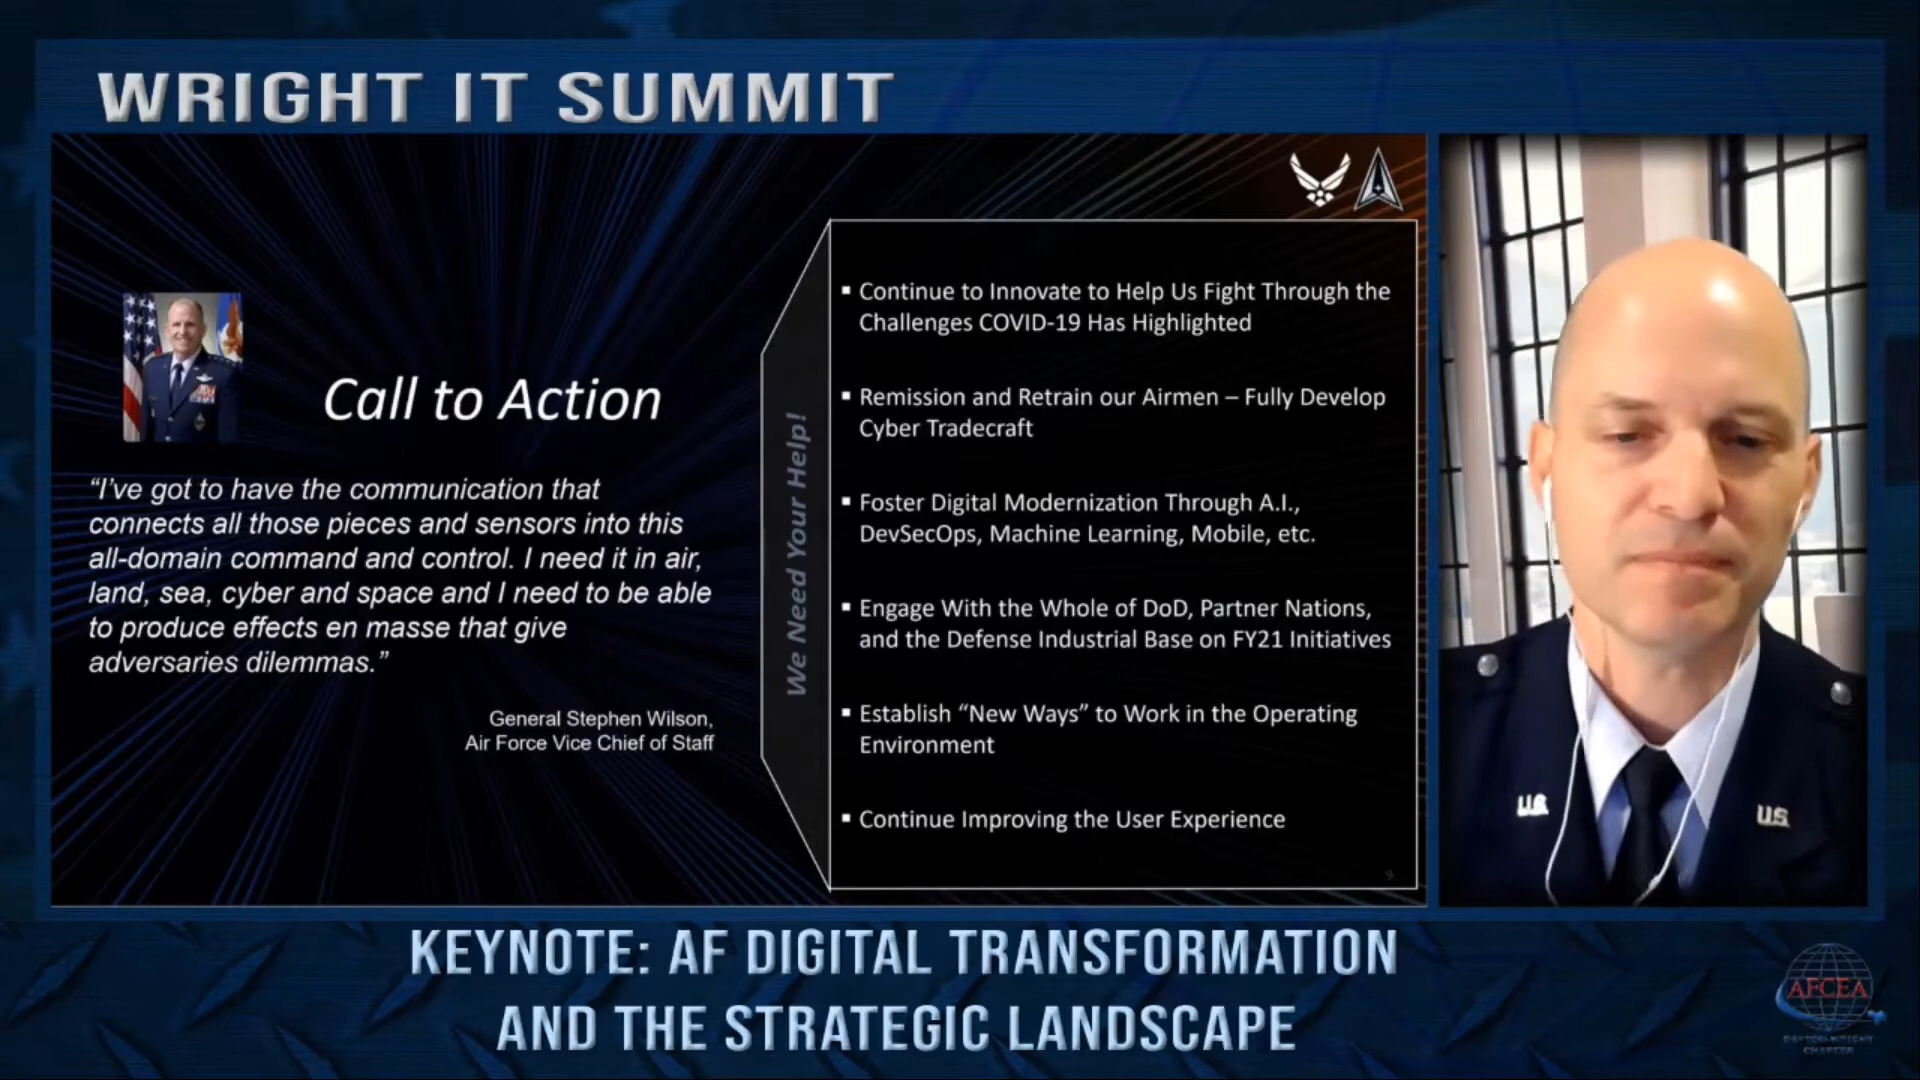 WRIGHT IT SUMMIT
Call to Action
“I’ve got to have the communication that
connects all those pieces and sensors into this
all-domain command and control. I need it in air,
land, sea, cyber and space and I need to be able
to produce effects en masse that give
adversaries dilemmas.”
General Stephen Wilson,
Air Force Vice Chief of Staff
We Need Your Help!
▪ Continue to Innovate to Help Us Fight Through the
Challenges COVID-19 Has Highlighted
▪ Remission and Retrain our Airmen – Fully Develop
Cyber Tradecraft
▪ Foster Digital Modernization Through A.I.,
DevSecOps, Machine Learning, Mobile, etc.
▪ Engage With the Whole of DoD, Partner Nations,
and the Defense Industrial Base on FY21 Initiatives
▪ Establish “New Ways” to Work in the Operating
Environment
▪ Continue Improving the User Experience
9
U.S.
U.S.
KEYNOTE: AF DIGITAL TRANSFORMATION
AND THE STRATEGIC LANDSCAPE
AFCEA
DAYTON-WRIGHT
CHAPTER